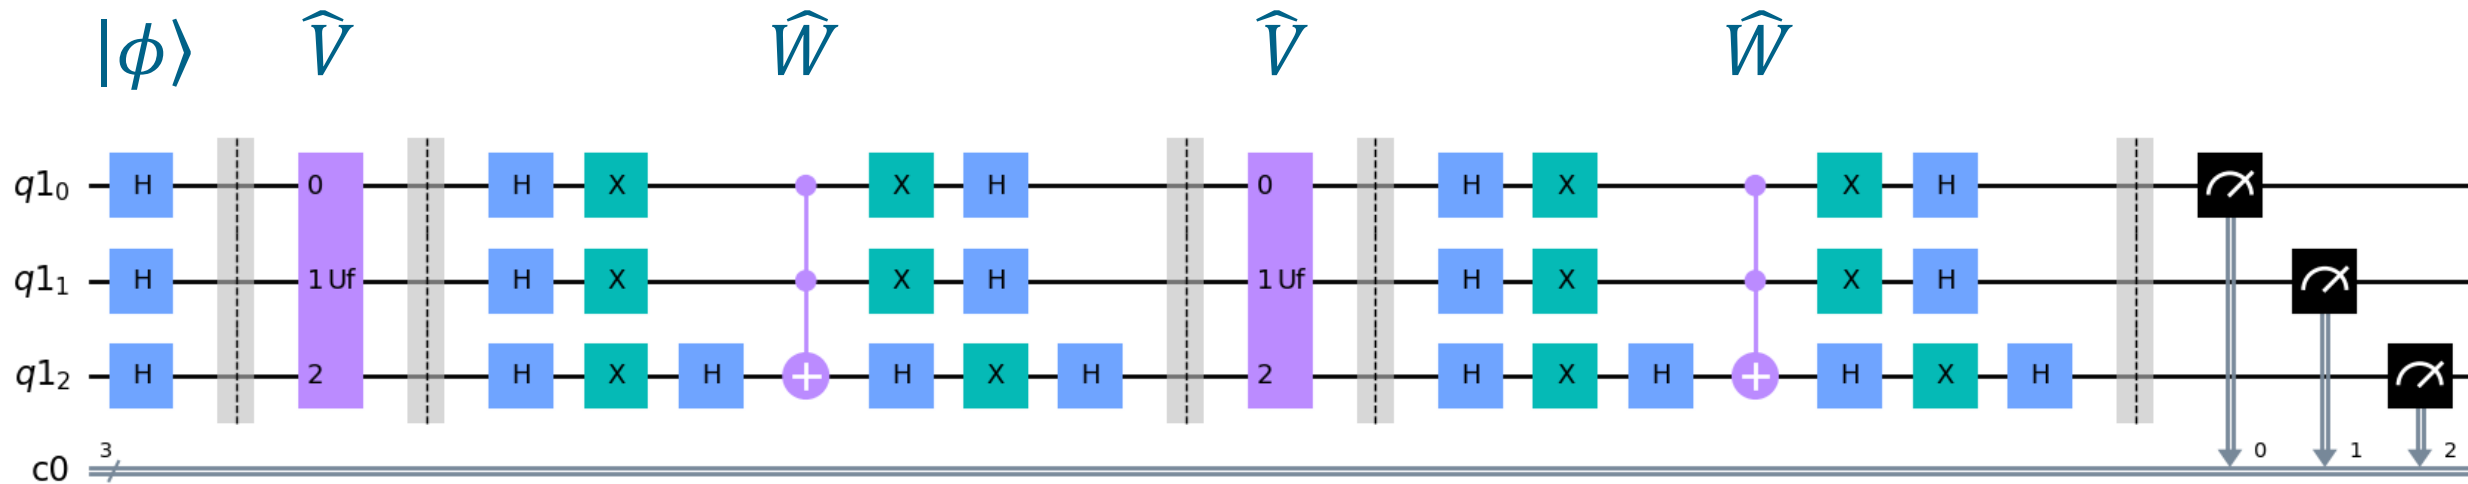 |ϕ⟩ V̂ Ŵ V̂ Ŵ
q1₀ H 0 H X X H 0 H X X H
q1₁ H 1 Uf H X X H 1 Uf H X X H
q1₂ H 2 H X H H X H 2 H X H H X H
3 0 1 2
c0